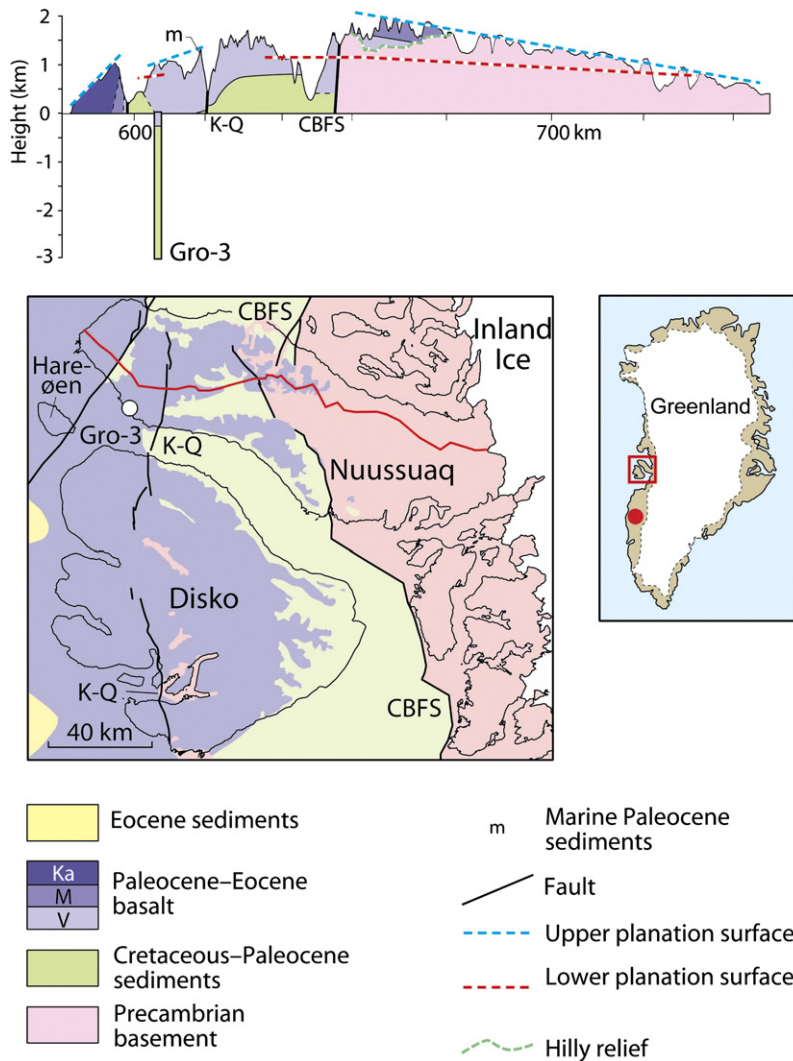 Height (km)
2
1
0
-1
-2
-3
m
600
K-Q
CBFS
700 km
Gro-3
CBFS
Inland
Ice
Hare-
øen
Gro-3
K-Q
Nuussuaq
Disko
K-Q
CBFS
40 km
Greenland
Eocene sediments
Ka
M
V
Paleocene–Eocene
basalt
Cretaceous–Paleocene
sediments
Precambrian
basement
m
Marine Paleocene
sediments
Fault
Upper planation surface
Lower planation surface
Hilly relief